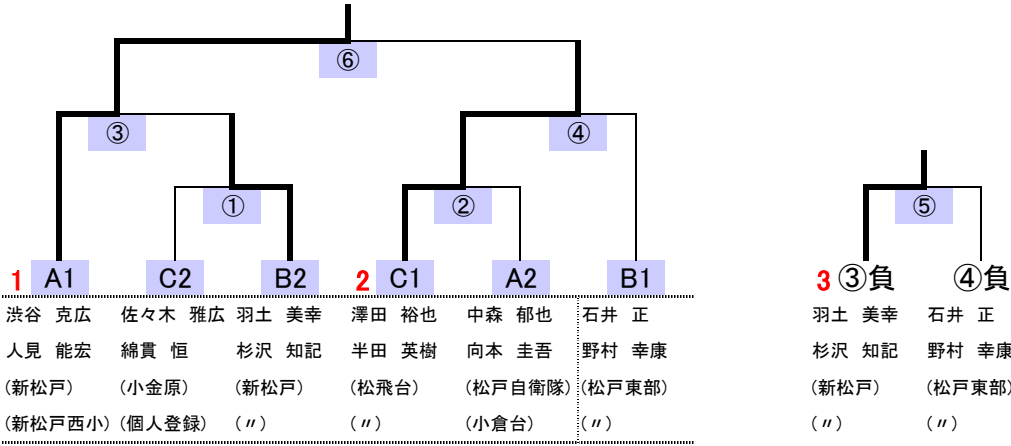 ⑥
③ ④
① ② ⑤
1 A1 C2 B2 2 C1 A2 B1 3 ③負 ④負
渋谷 克広 佐々木 雅広 羽土 美幸 澤田 裕也 中森 郁也 石井 正 羽土 美幸 石井 正
人見 能宏 綿貫 恒 杉沢 知記 半田 英樹 向本 圭吾 野村 幸康 杉沢 知記 野村 幸康
(新松戸) (小金原) (新松戸) (松飛台) (松戸自衛隊) (松戸東部) (新松戸) (松戸東部)
(新松戸西小) (個人登録) (〃) (〃) (小倉台) (〃) (〃) (〃)